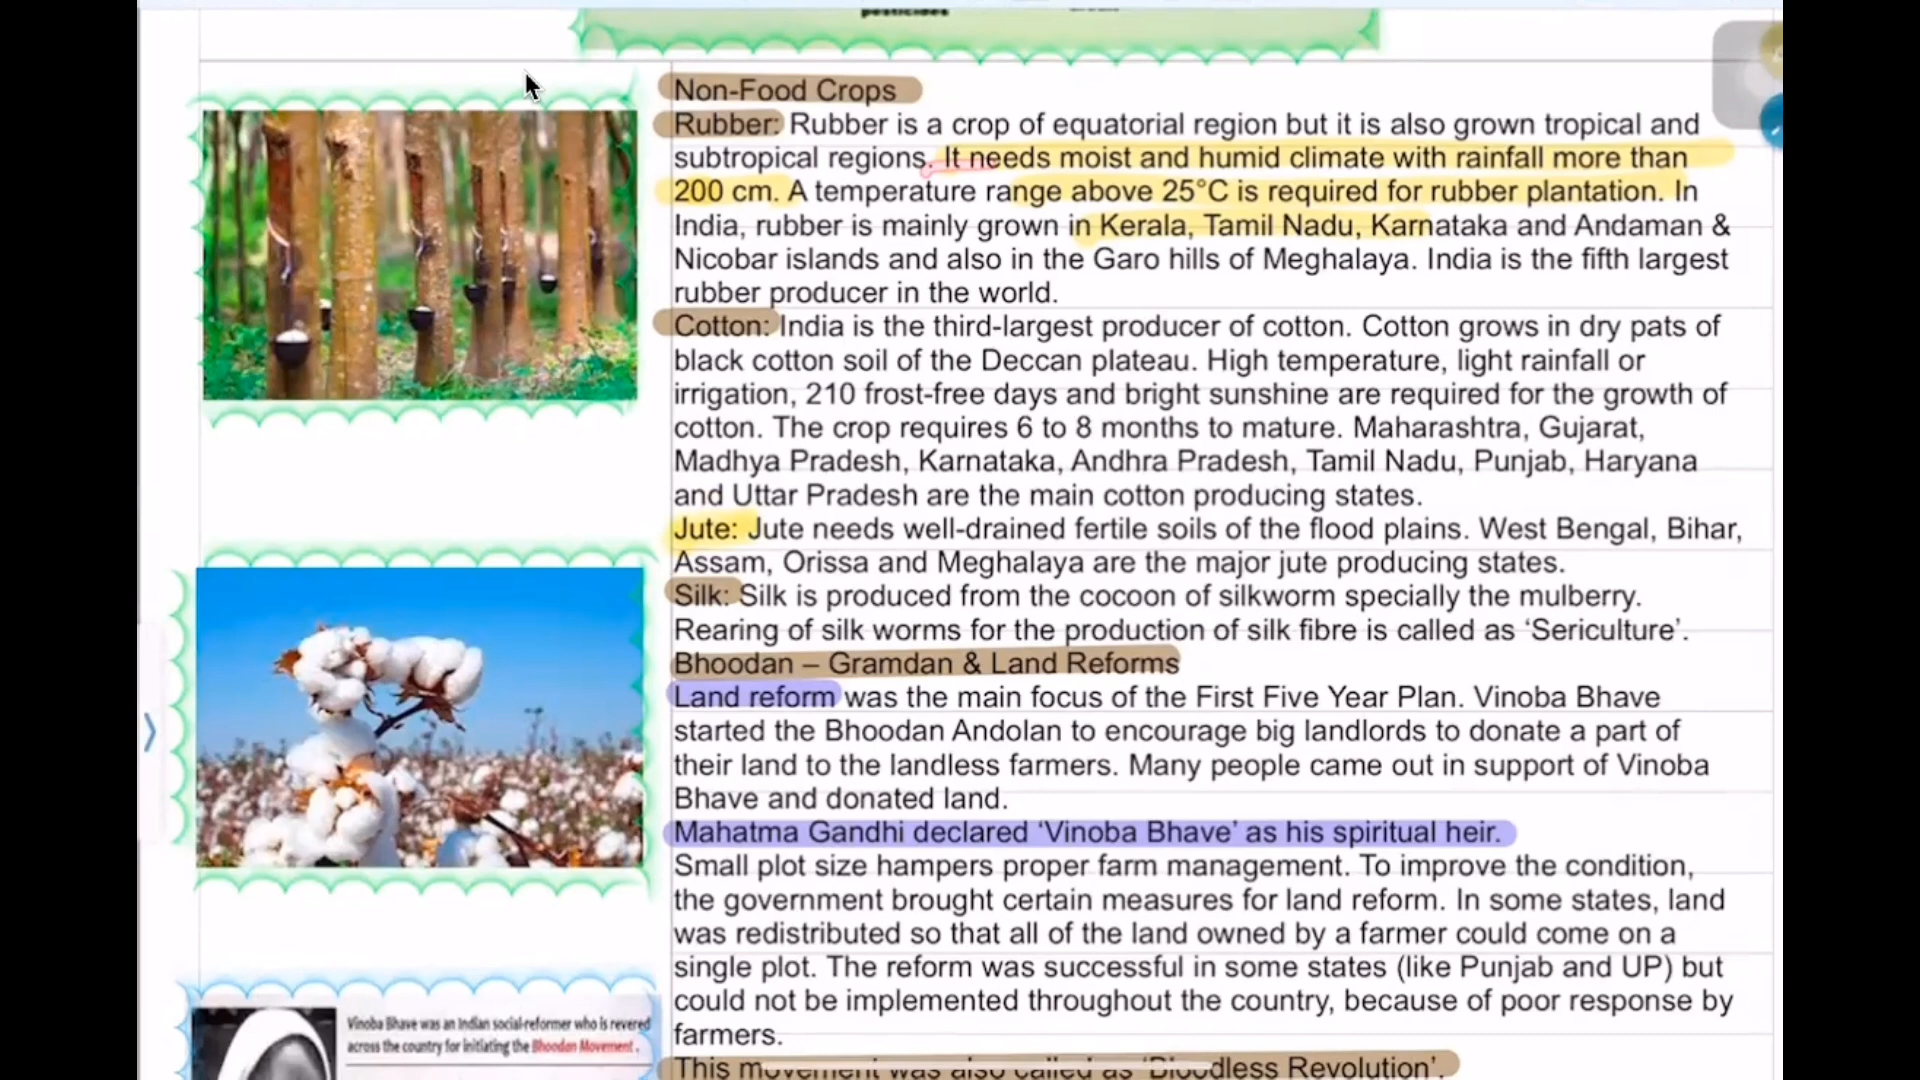 pesticides
Non-Food Crops
Rubber: Rubber is a crop of equatorial region but it is also grown tropical and
subtropical regions. It needs moist and humid climate with rainfall more than
200 cm. A temperature range above 25°C is required for rubber plantation. In
India, rubber is mainly grown in Kerala, Tamil Nadu, Karnataka and Andaman &
Nicobar islands and also in the Garo hills of Meghalaya. India is the fifth largest
rubber producer in the world.
Cotton: India is the third-largest producer of cotton. Cotton grows in dry pats of
black cotton soil of the Deccan plateau. High temperature, light rainfall or
irrigation, 210 frost-free days and bright sunshine are required for the growth of
cotton. The crop requires 6 to 8 months to mature. Maharashtra, Gujarat,
Madhya Pradesh, Karnataka, Andhra Pradesh, Tamil Nadu, Punjab, Haryana
and Uttar Pradesh are the main cotton producing states.
Jute: Jute needs well-drained fertile soils of the flood plains. West Bengal, Bihar,
Assam, Orissa and Meghalaya are the major jute producing states.
Silk: Silk is produced from the cocoon of silkworm specially the mulberry.
Rearing of silk worms for the production of silk fibre is called as ‘Sericulture’.
Bhoodan – Gramdan & Land Reforms
Land reform was the main focus of the First Five Year Plan. Vinoba Bhave
started the Bhoodan Andolan to encourage big landlords to donate a part of
their land to the landless farmers. Many people came out in support of Vinoba
Bhave and donated land.
Mahatma Gandhi declared ‘Vinoba Bhave’ as his spiritual heir.
Small plot size hampers proper farm management. To improve the condition,
the government brought certain measures for land reform. In some states, land
was redistributed so that all of the land owned by a farmer could come on a
single plot. The reform was successful in some states (like Punjab and UP) but
could not be implemented throughout the country, because of poor response by
farmers.
This movement was also called as ‘Bloodless Revolution’.
Vinoba Bhave was an Indian social-reformer who is revered
across the country for initiating the Bhoodan Movement.